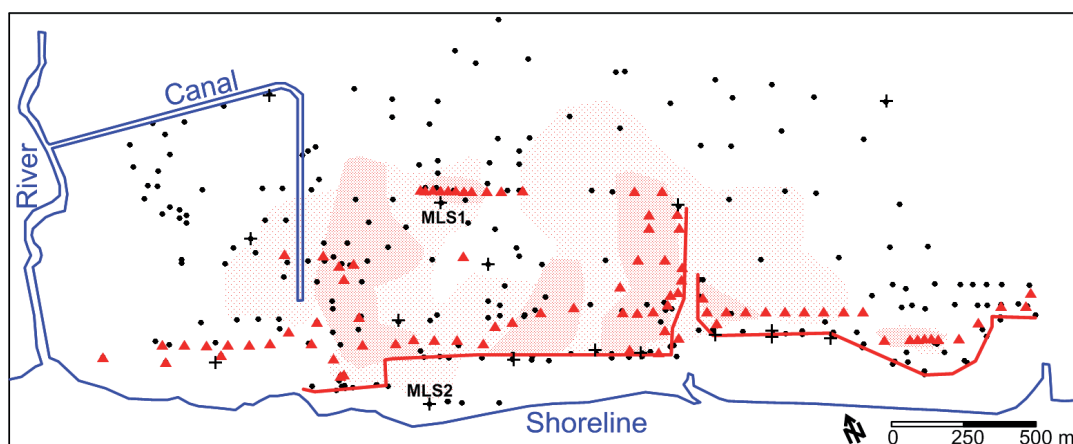 Canal
River
MLS1
MLS2
Shoreline
N
0 250 500 m